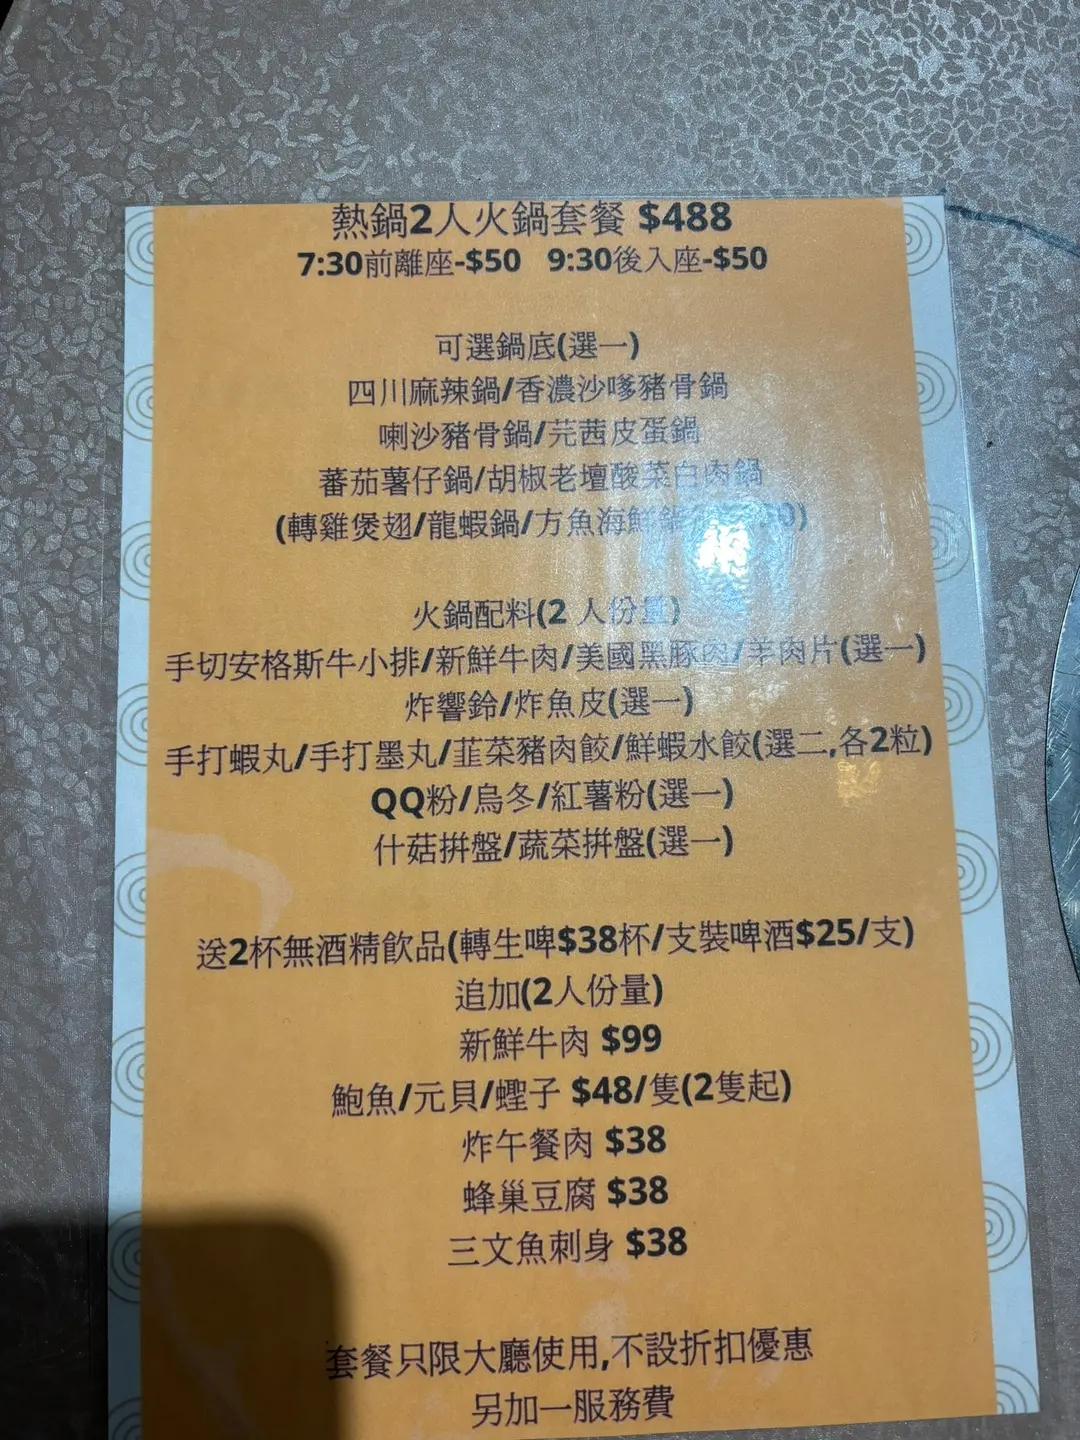 熱鍋2人火鍋套餐 $488
7:30前離座-$50 9:30後入座-$50
可選鍋底(選一)
四川麻辣鍋/香濃沙嗲豬骨鍋
喇沙豬骨鍋/芫茜皮蛋鍋
蕃茄薯仔鍋/胡椒老壇酸菜白肉鍋
(轉雞煲翅/龍蝦鍋/方魚海鮮鍋
火鍋配料(2 人份量)
手切安格斯牛小排/新鮮牛肉/美國黑豚肉/羊肉片(選一)
炸響鈴/炸魚皮(選一)
手打蝦丸/手打墨丸/韮菜豬肉餃/鮮蝦水餃(選二,各2粒)
QQ粉/烏冬/紅薯粉(選一)
什菇拼盤/蔬菜拼盤(選一)
送2杯無酒精飲品(轉生啤$38杯/支裝啤酒$25/支)
追加(2人份量)
新鮮牛肉 $99
鮑魚/元貝/蟶子 $48/隻(2隻起)
炸午餐肉 $38
蜂巢豆腐 $38
三文魚刺身 $38
套餐只限大廳使用,不設折扣優惠
另加一服務費